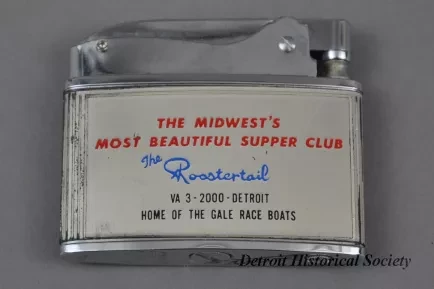 THE MIDWEST'S
MOST BEAUTIFUL SUPPER CLUB
The Roostertail
VA 3-2000-DETROIT
HOME OF THE GALE RACE BOATS
Detroit Historical Society